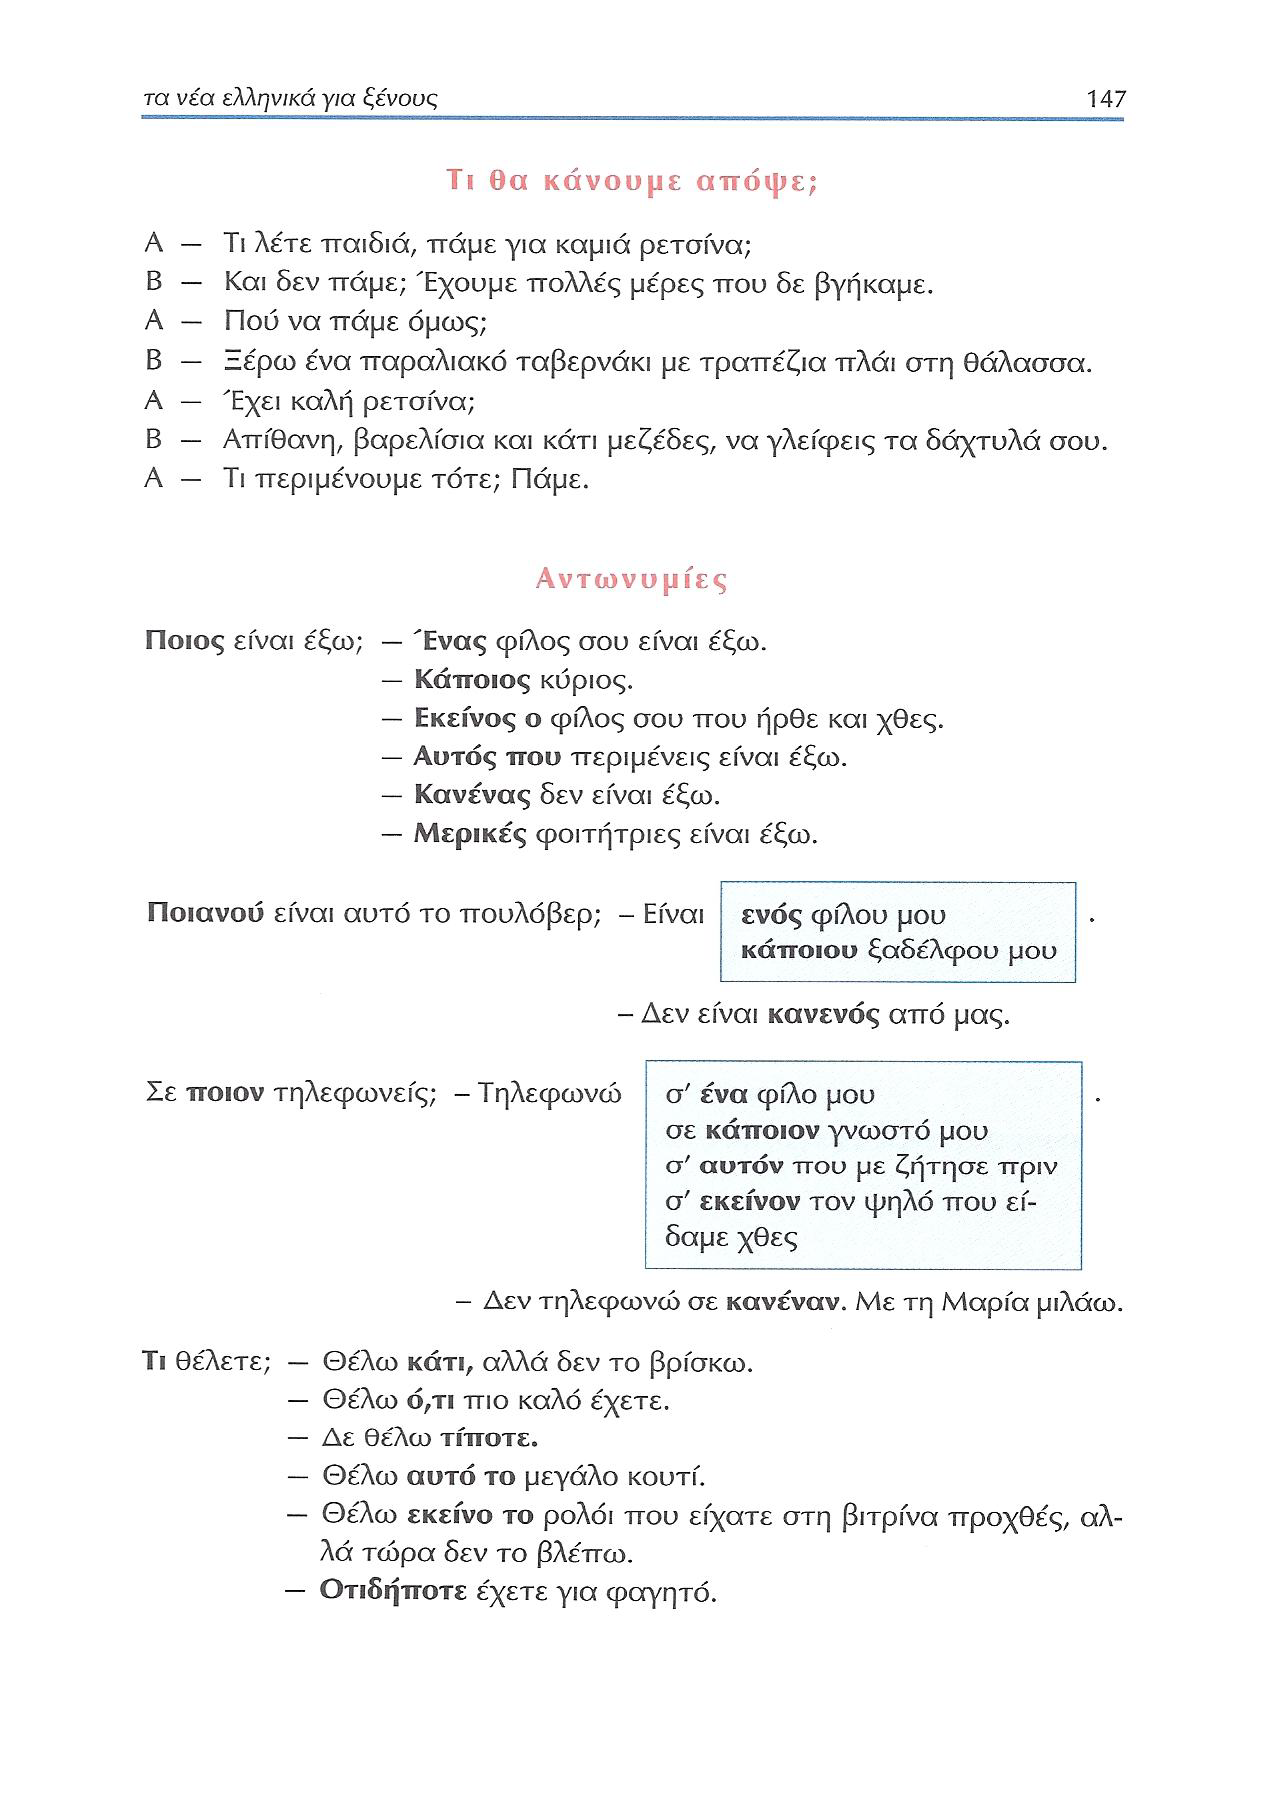 τα νέα ελληνικά για ξένους 147
Τι θα κάνουμε απόψε;
Α — Τι λέτε παιδιά, πάμε για καμιά ρετσίνα;
Β — Και δεν πάμε; Έχουμε πολλές μέρες που δε βγήκαμε.
Α — Πού να πάμε όμως;
Β — Ξέρω ένα παραλιακό ταβερνάκι με τραπέζια πλάι στη θάλασσα.
Α — Έχει καλή ρετσίνα;
Β — Απίθανη, βαρελίσια και κάτι μεζέδες, να γλείφεις τα δάχτυλά σου.
Α — Τι περιμένουμε τότε; Πάμε.
Αντωνυμίες
Ποιος είναι έξω; — Ένας φίλος σου είναι έξω.
— Κάποιος κύριος.
— Εκείνος ο φίλος σου που ήρθε και χθες.
— Αυτός που περιμένεις είναι έξω.
— Κανένας δεν είναι έξω.
— Μερικές φοιτήτριες είναι έξω.
Ποιανού είναι αυτό το πουλόβερ; – Είναι ενός φίλου μου .
κάποιου ξαδέλφου μου
– Δεν είναι κανενός από μας.
Σε ποιον τηλεφωνείς; – Τηλεφωνώ σ' ένα φίλο μου .
σε κάποιον γνωστό μου
σ' αυτόν που με ζήτησε πριν
σ' εκείνον τον ψηλό που εί-
δαμε χθες
– Δεν τηλεφωνώ σε κανέναν. Με τη Μαρία μιλάω.
Τι θέλετε; — Θέλω κάτι, αλλά δεν το βρίσκω.
— Θέλω ό,τι πιο καλό έχετε.
— Δε θέλω τίποτε.
— Θέλω αυτό το μεγάλο κουτί.
— Θέλω εκείνο το ρολόι που είχατε στη βιτρίνα προχθές, αλ-
λά τώρα δεν το βλέπω.
— Οτιδήποτε έχετε για φαγητό.